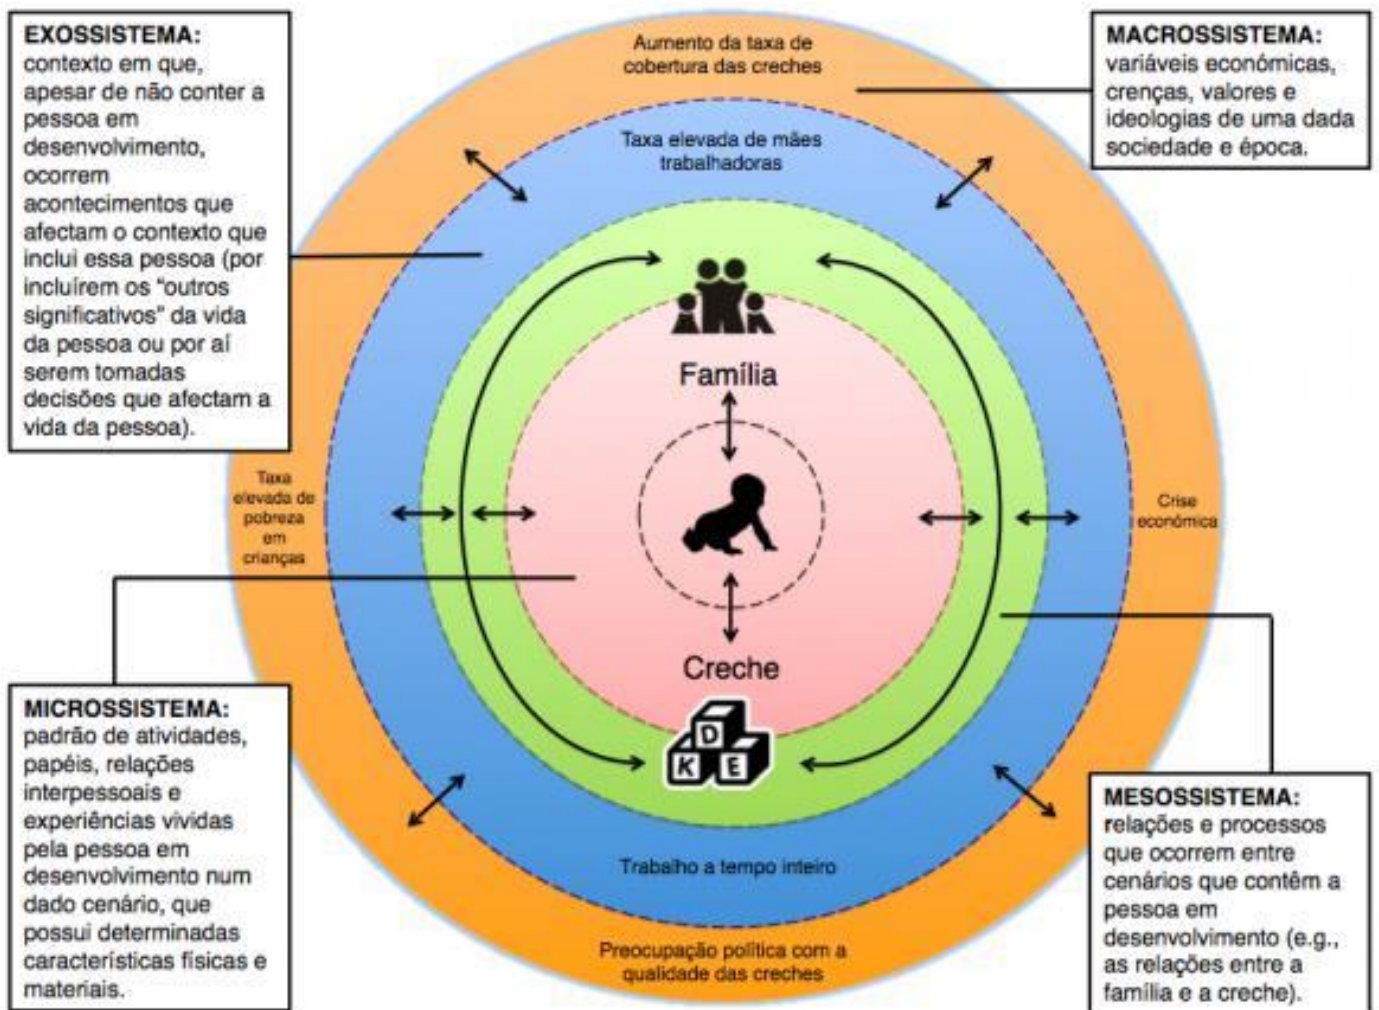 EXOSSISTEMA:
contexto em que,
apesar de não conter a
pessoa em
desenvolvimento,
ocorrem
acontecimentos que
afectam o contexto que
inclui essa pessoa (por
incluírem os “outros
significativos” da vida
da pessoa ou por aí
serem tomadas
decisões que afectam a
vida da pessoa).
Aumento da taxa de
cobertura das creches
MACROSSISTEMA:
variáveis económicas,
crenças, valores e
ideologias de uma dada
sociedade e época.
Taxa elevada de mães
trabalhadoras
Família
Taxa
elevada de
pobreza
em
crianças
Crise
económica
Creche
D
K E
MICROSSISTEMA:
padrão de atividades,
papéis, relações
interpessoais e
experiências vividas
pela pessoa em
desenvolvimento num
dado cenário, que
possui determinadas
características físicas e
materiais.
Trabalho a tempo inteiro
Preocupação política com a
qualidade das creches
MESOSSISTEMA:
relações e processos
que ocorrem entre
cenários que contêm a
pessoa em
desenvolvimento (e.g.,
as relações entre a
família e a creche).